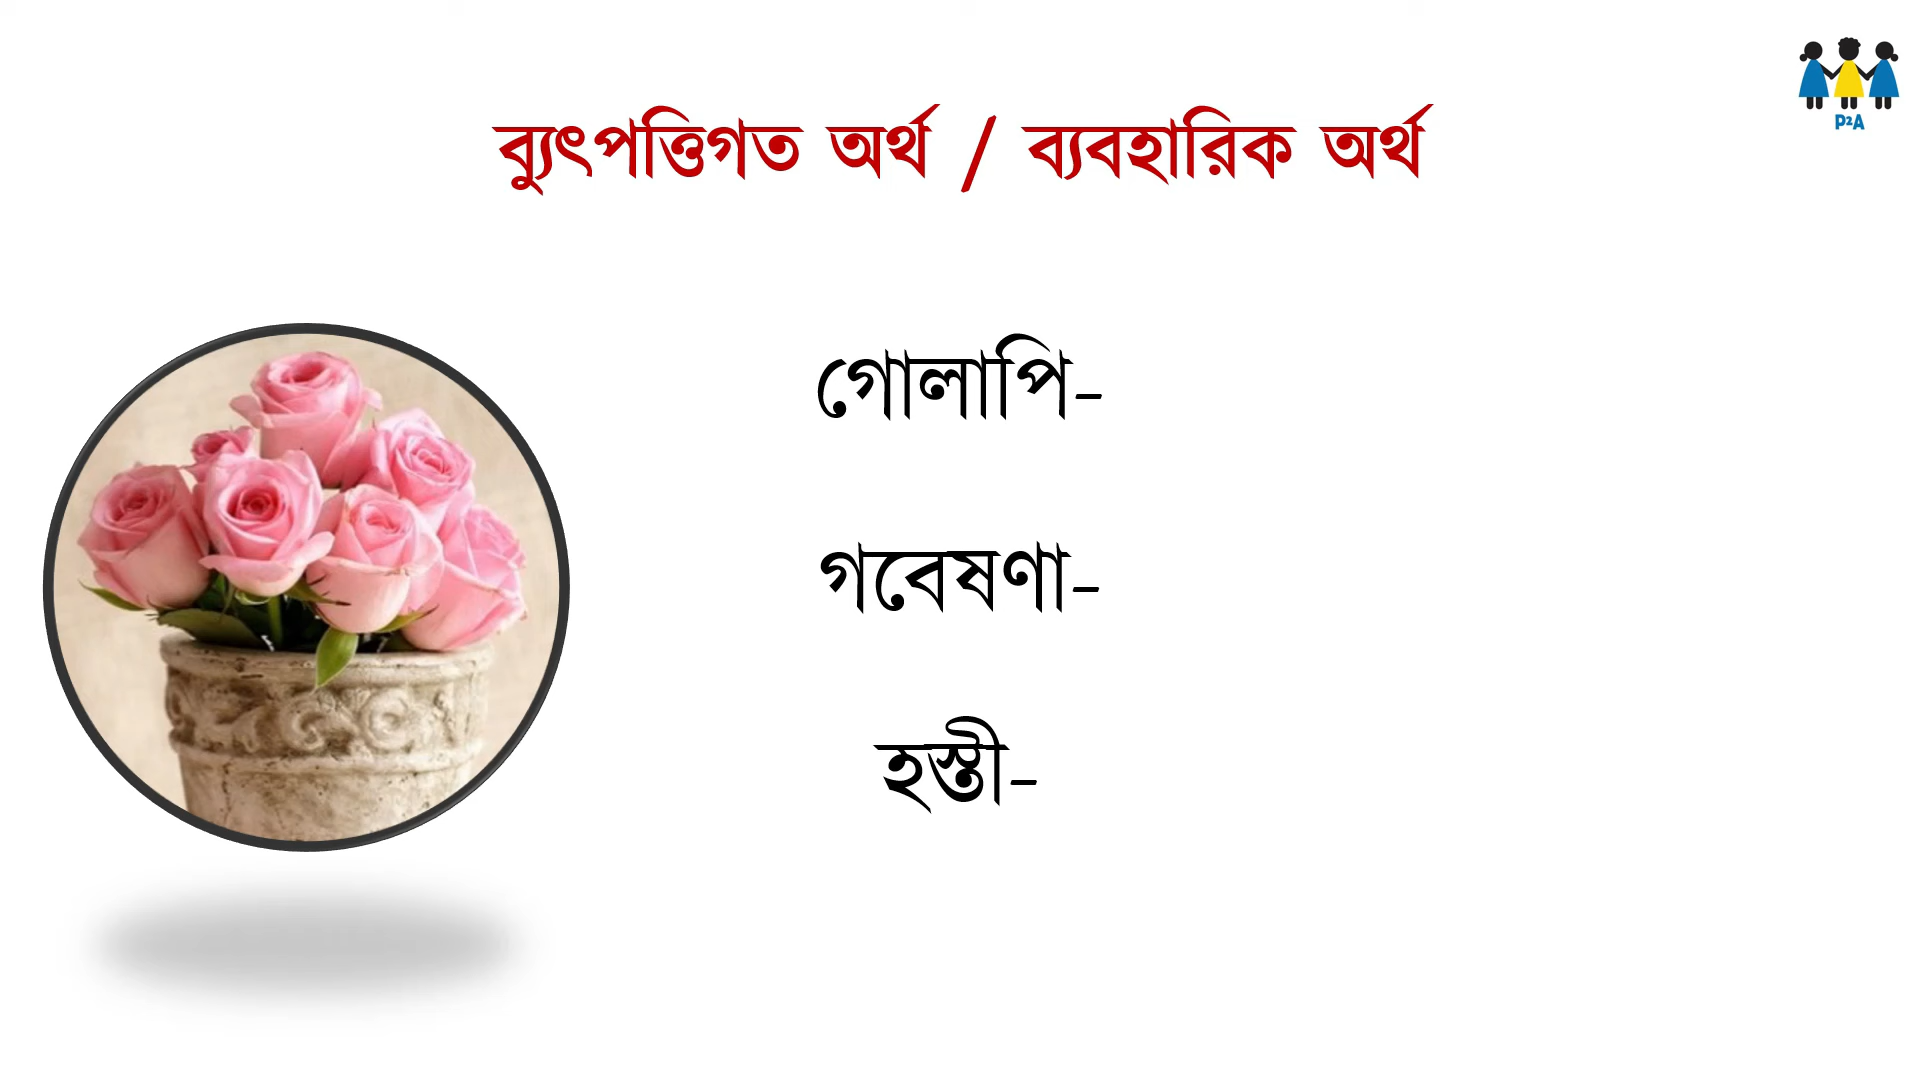 ব্যুৎপত্তিগত অর্থ / ব্যবহারিক অর্থ
P2A
গোলাপি-
গবেষণা-
হস্তী-